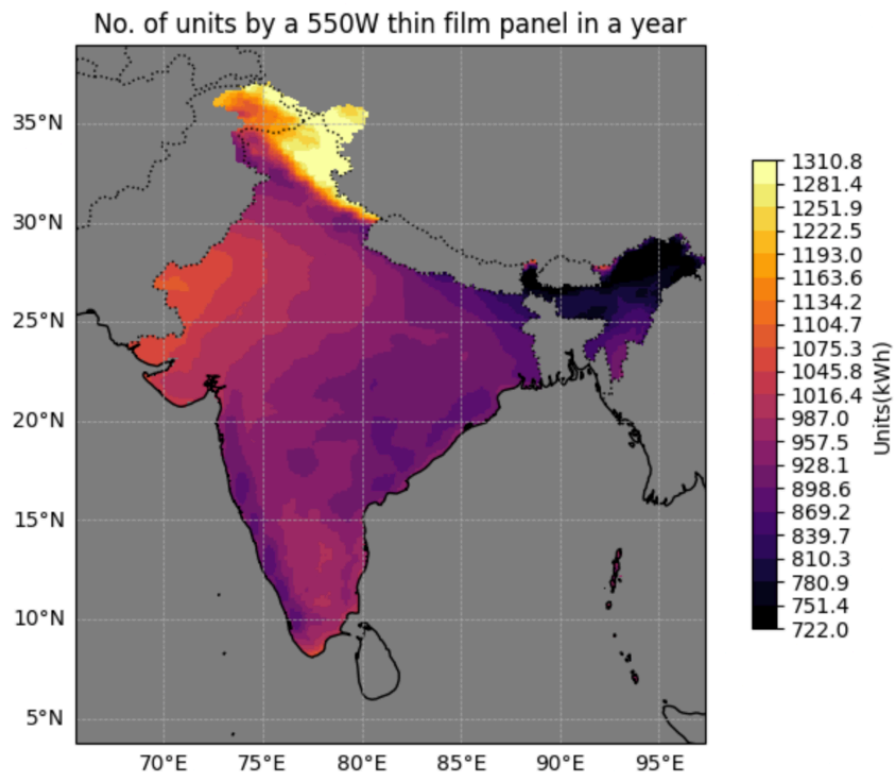 No. of units by a 550W thin film panel in a year
35°N
30°N
25°N
20°N
15°N
10°N
5°N
70°E 75°E 80°E 85°E 90°E 95°E
1310.8
1281.4
1251.9
1222.5
1193.0
1163.6
1134.2
1104.7
1075.3
1045.8
1016.4
987.0
957.5
928.1
898.6
869.2
839.7
810.3
780.9
751.4
722.0
Units(kWh)